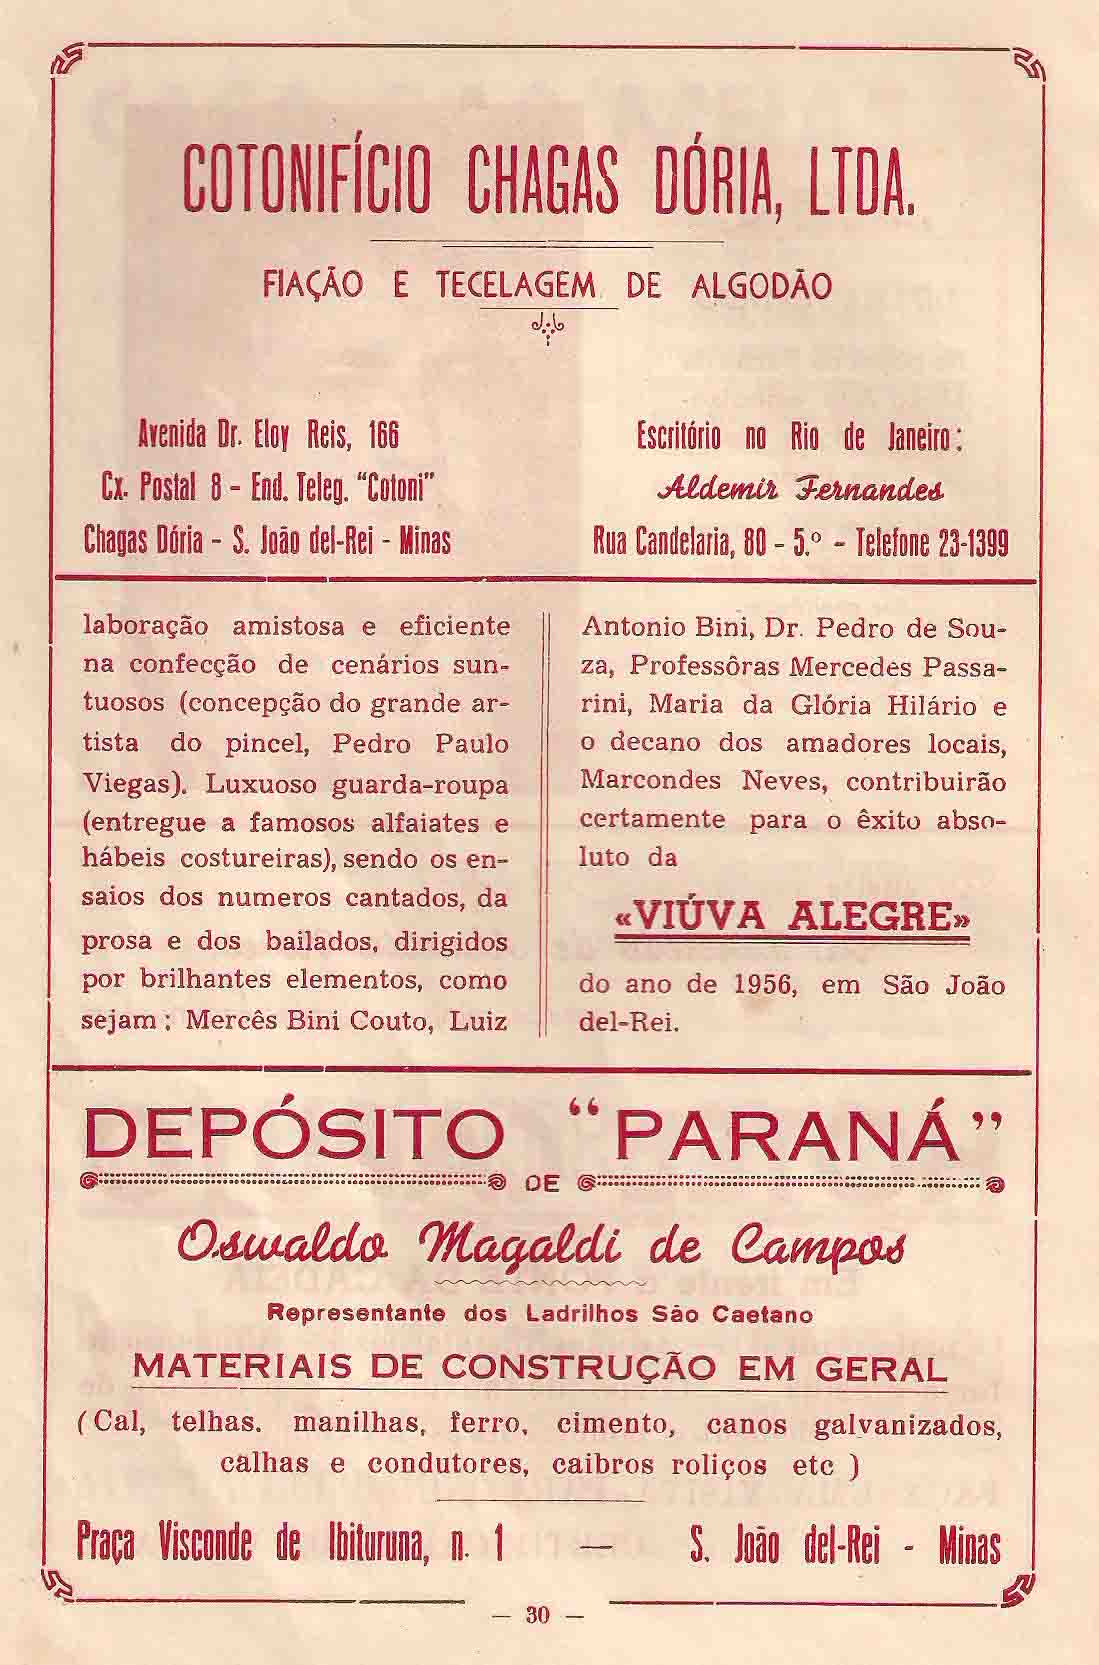 COTONIFÍCIO CHAGAS DÓRIA, LTDA.
FIAÇÃO E TECELAGEM DE ALGODÃO
Avenida Dr. Eloy Reis, 166
Cx. Postal 8 - End. Teleg. "Cotoni"
Chagas Dória - S. João del-Rei - Minas
Escritório no Rio de Janeiro:
Aldemir Fernandes
Rua Candelaria, 80 - 5.º - Telefone 23-1399
laboração amistosa e eficiente
na confecção de cenários sun-
tuosos (concepção do grande ar-
tista do pincel, Pedro Paulo
Viegas). Luxuoso guarda-roupa
(entregue a famosos alfaiates e
hábeis costureiras), sendo os en-
saios dos numeros cantados, da
prosa e dos bailados, dirigidos
por brilhantes elementos, como
sejam : Mercês Bini Couto, Luiz
Antonio Bini, Dr. Pedro de Sou-
za, Professôras Mercedes Passa-
rini, Maria da Glória Hilário e
o decano dos amadores locais,
Marcondes Neves, contribuirão
certamente para o êxito abso-
luto da
«VIÚVA ALEGRE»
do ano de 1956, em São João
del-Rei.
DEPÓSITO "PARANÁ"
DE
Oswaldo Magaldi de Campos
Representante dos Ladrilhos São Caetano
MATERIAIS DE CONSTRUÇÃO EM GERAL
(Cal, telhas. manilhas, ferro, cimento, canos galvanizados,
calhas e condutores, caibros roliços etc )
Praça Visconde de Ibituruna, n. 1 — S. João del-Rei - Minas
— 30 —